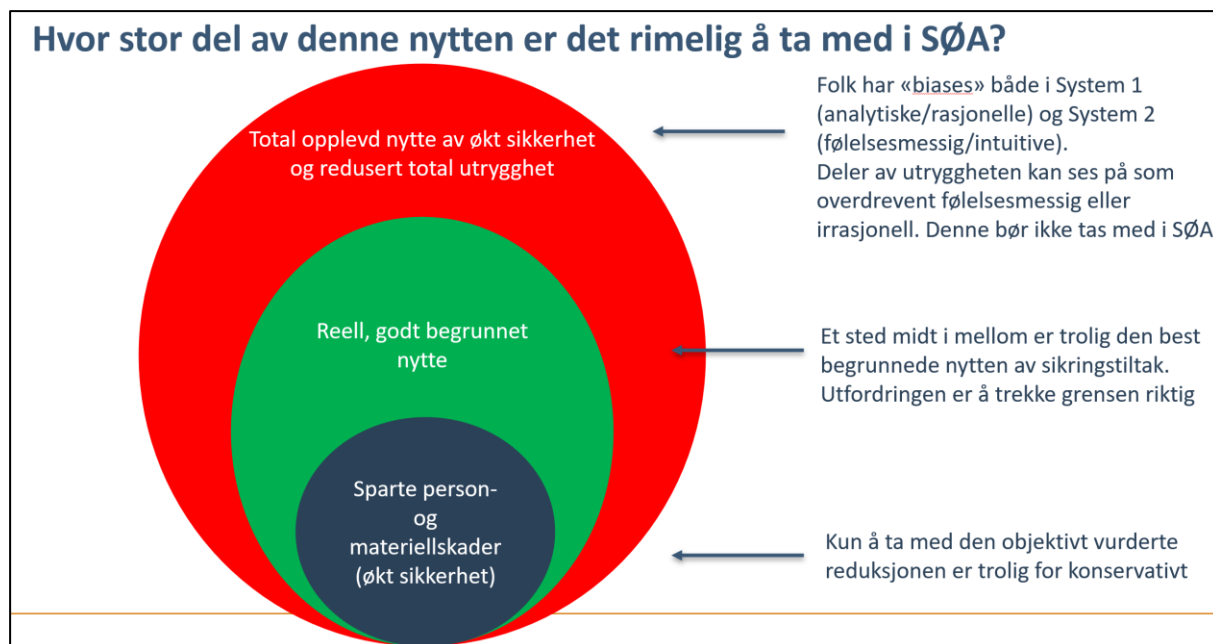 Hvor stor del av denne nytten er det rimelig å ta med i SØA?
Total opplevd nytte av økt sikkerhet
og redusert total utrygghet
Reell, godt begrunnet
nytte
Sparte person-
og
materiellskader
(økt sikkerhet)
Folk har «biases» både i System 1
(analytiske/rasjonelle) og System 2
(følelsesmessig/intuitive).
Deler av utryggheten kan ses på som
overdrevent følelsesmessig eller
irrasjonell. Denne bør ikke tas med i SØA
Et sted midt i mellom er trolig den best
begrunnede nytten av sikringstiltak.
Utfordringen er å trekke grensen riktig
Kun å ta med den objektivt vurderte
reduksjonen er trolig for konservativt